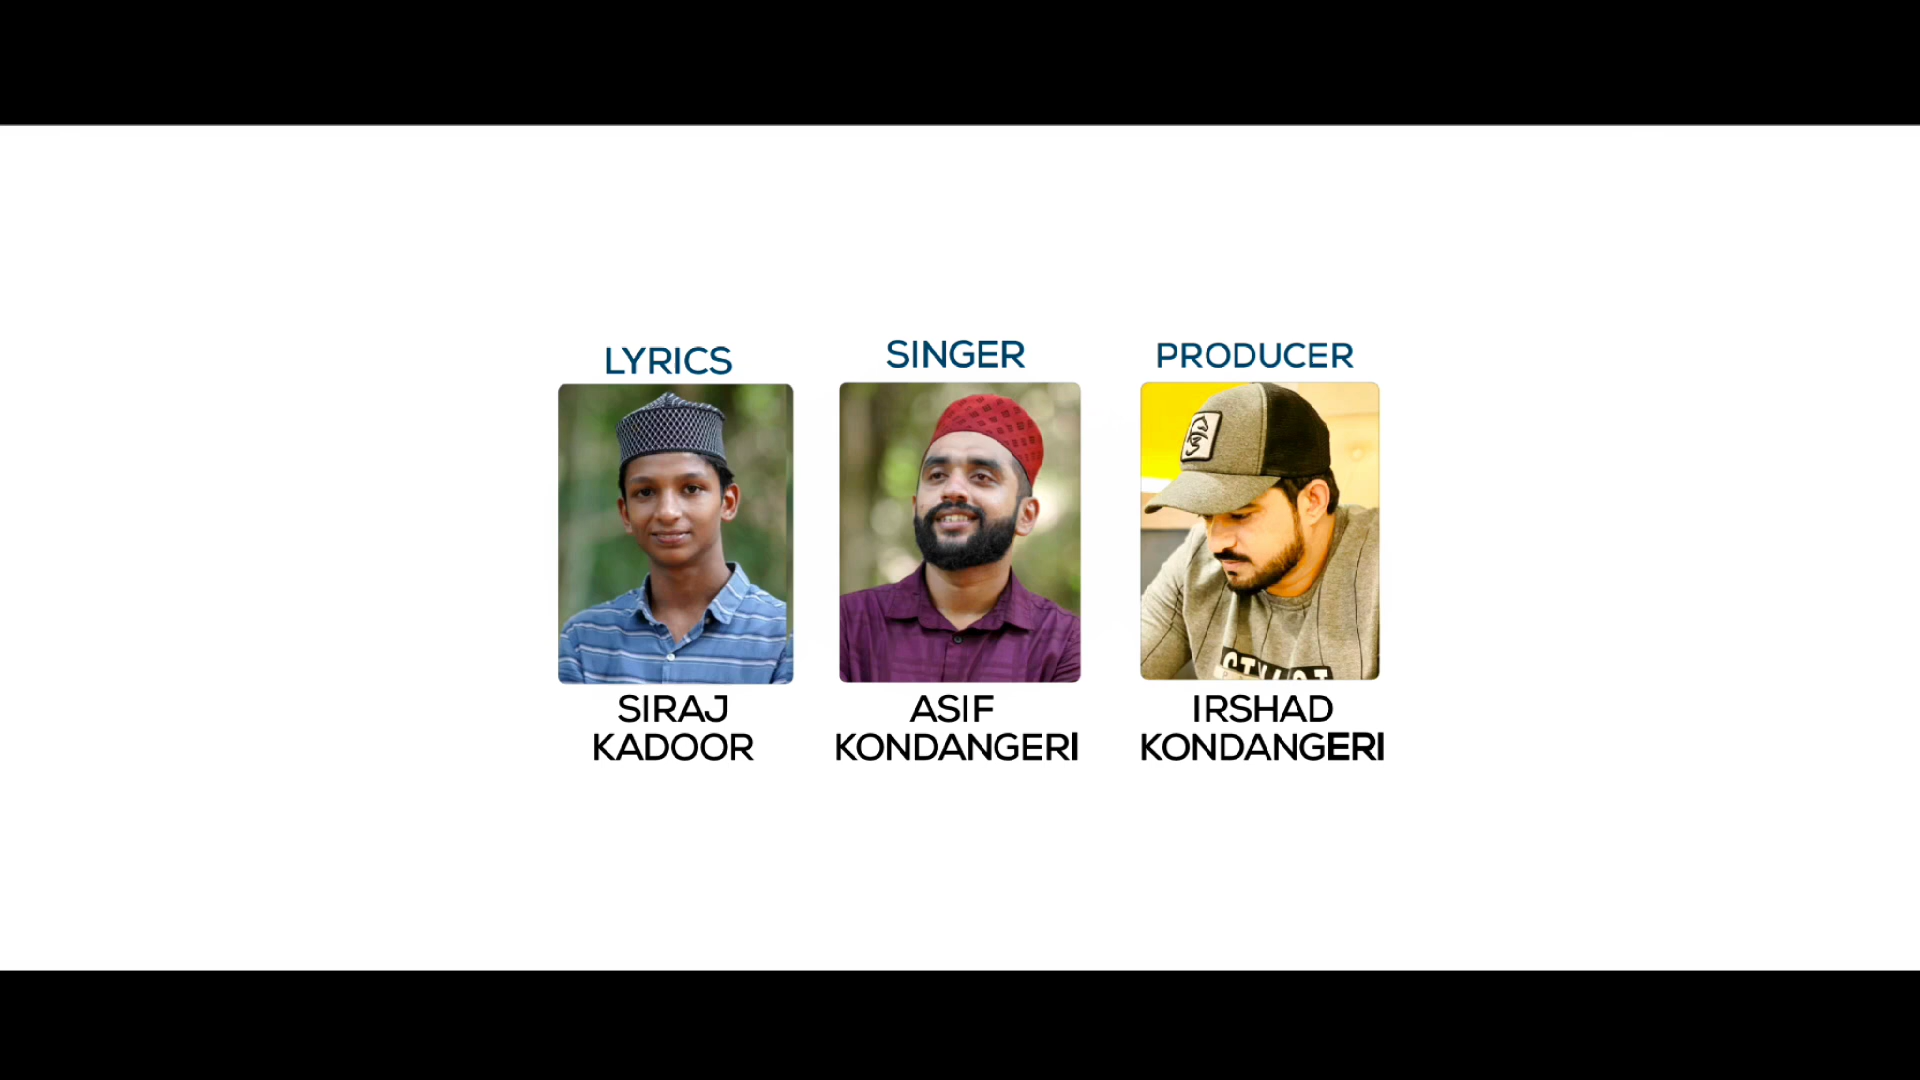 LYRICS
SIRAJ
KADOOR
SINGER
ASIF
KONDANGERI
PRODUCER
IRSHAD
KONDANGERI